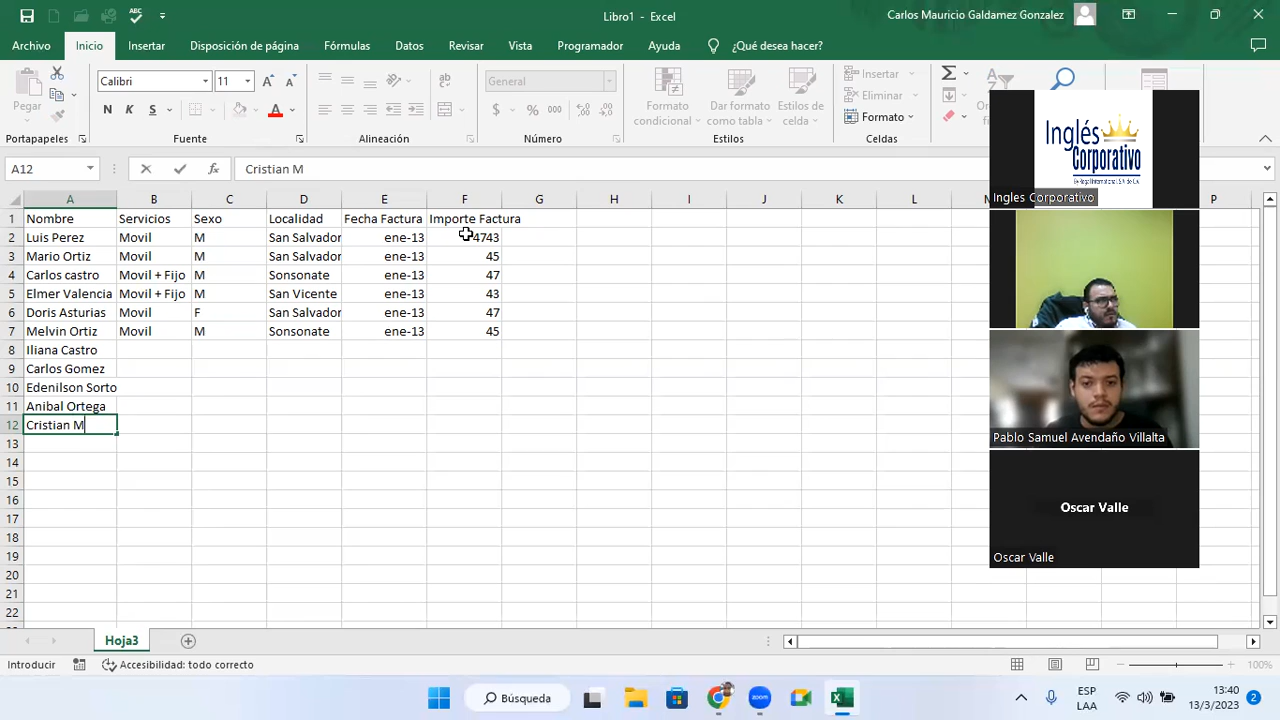 Libro1 - Excel
Carlos Mauricio Galdamez Gonzalez
Archivo Inicio Insertar Disposición de página Fórmulas Datos Revisar Vista Programador Ayuda ¿Qué desea hacer?
Pegar
Calibri 11
N K S
General
$ % 000
Formato condicional
Dar formato como tabla
Estilos de celda
Insertar
Eliminar
Formato
Portapapeles Fuente Alineación Número Estilos Celdas
A12 Cristian M
A B C D E F G H I J K L P
1 Nombre Servicios Sexo Localidad Fecha Factura Importe Factura
2 Luis Perez Movil M San Salvador ene-13 4743
3 Mario Ortiz Movil M San Salvador ene-13 45
4 Carlos castro Movil + Fijo M Sonsonate ene-13 47
5 Elmer Valencia Movil + Fijo M San Vicente ene-13 43
6 Doris Asturias Movil F San Salvador ene-13 47
7 Melvin Ortiz Movil M Sonsonate ene-13 45
8 Iliana Castro
9 Carlos Gomez
10 Edenilson Sorto
11 Anibal Ortega
12 Cristian M
13
14
15
16
17
18
19
20
21
22
Inglés Corporativo
Ingles Corporativo
Pablo Samuel Avendaño Villalta
Oscar Valle
Oscar Valle
Hoja3
Introducir Accesibilidad: todo correcto 100%
Búsqueda
zoom
ESP
LAA
13:40
13/3/2023
2